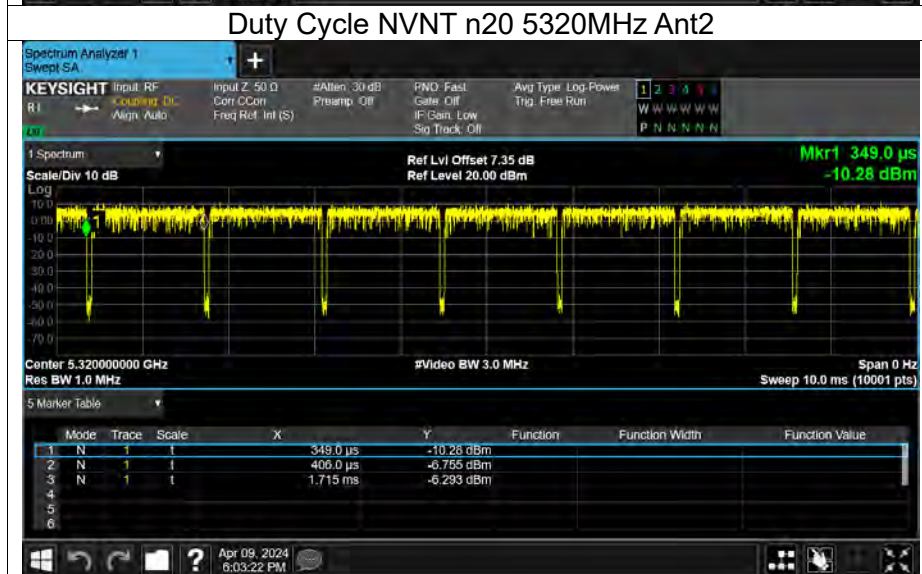 Duty Cycle NVNT n20 5320MHz Ant2
Spectrum Analyzer 1
Swept SA
+
KEYSIGHT Input: RF Input Z: 50 Ω #Atten: 30 dB PNO: Fast Avg Type: Log-Power 1 2 3 4 5 6
Coupling: DC Corr CCorr Preamp: Off Gate: Off Trig: Free Run W W W W W W
Align: Auto Freq Ref: Int (S) IF Gain: Low
Sig Track: Off P N N N N N
1 Spectrum
Ref Lvl Offset 7.35 dB Mkr1 349.0 µs
Scale/Div 10 dB Ref Level 20.00 dBm -10.28 dBm
Log
10.0
0.00
-10.0
-20.0
-30.0
-40.0
-50.0
-60.0
-70.0
1
Center 5.320000000 GHz #Video BW 3.0 MHz Span 0 Hz
Res BW 1.0 MHz Sweep 10.0 ms (10001 pts)
5 Marker Table
Mode Trace Scale X Y Function Function Width Function Value
1 N 1 t 349.0 µs -10.28 dBm
2 N 1 t 406.0 µs -6.755 dBm
3 N 1 t 1.715 ms -6.293 dBm
4
5
6
? Apr 09, 2024
6:03:22 PM